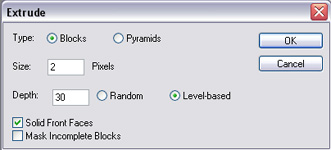 Extrude
Type: Blocks Pyramids OK
Size: 2 Pixels Cancel
Depth: 30 Random Level-based
Solid Front Faces
Mask Incomplete Blocks